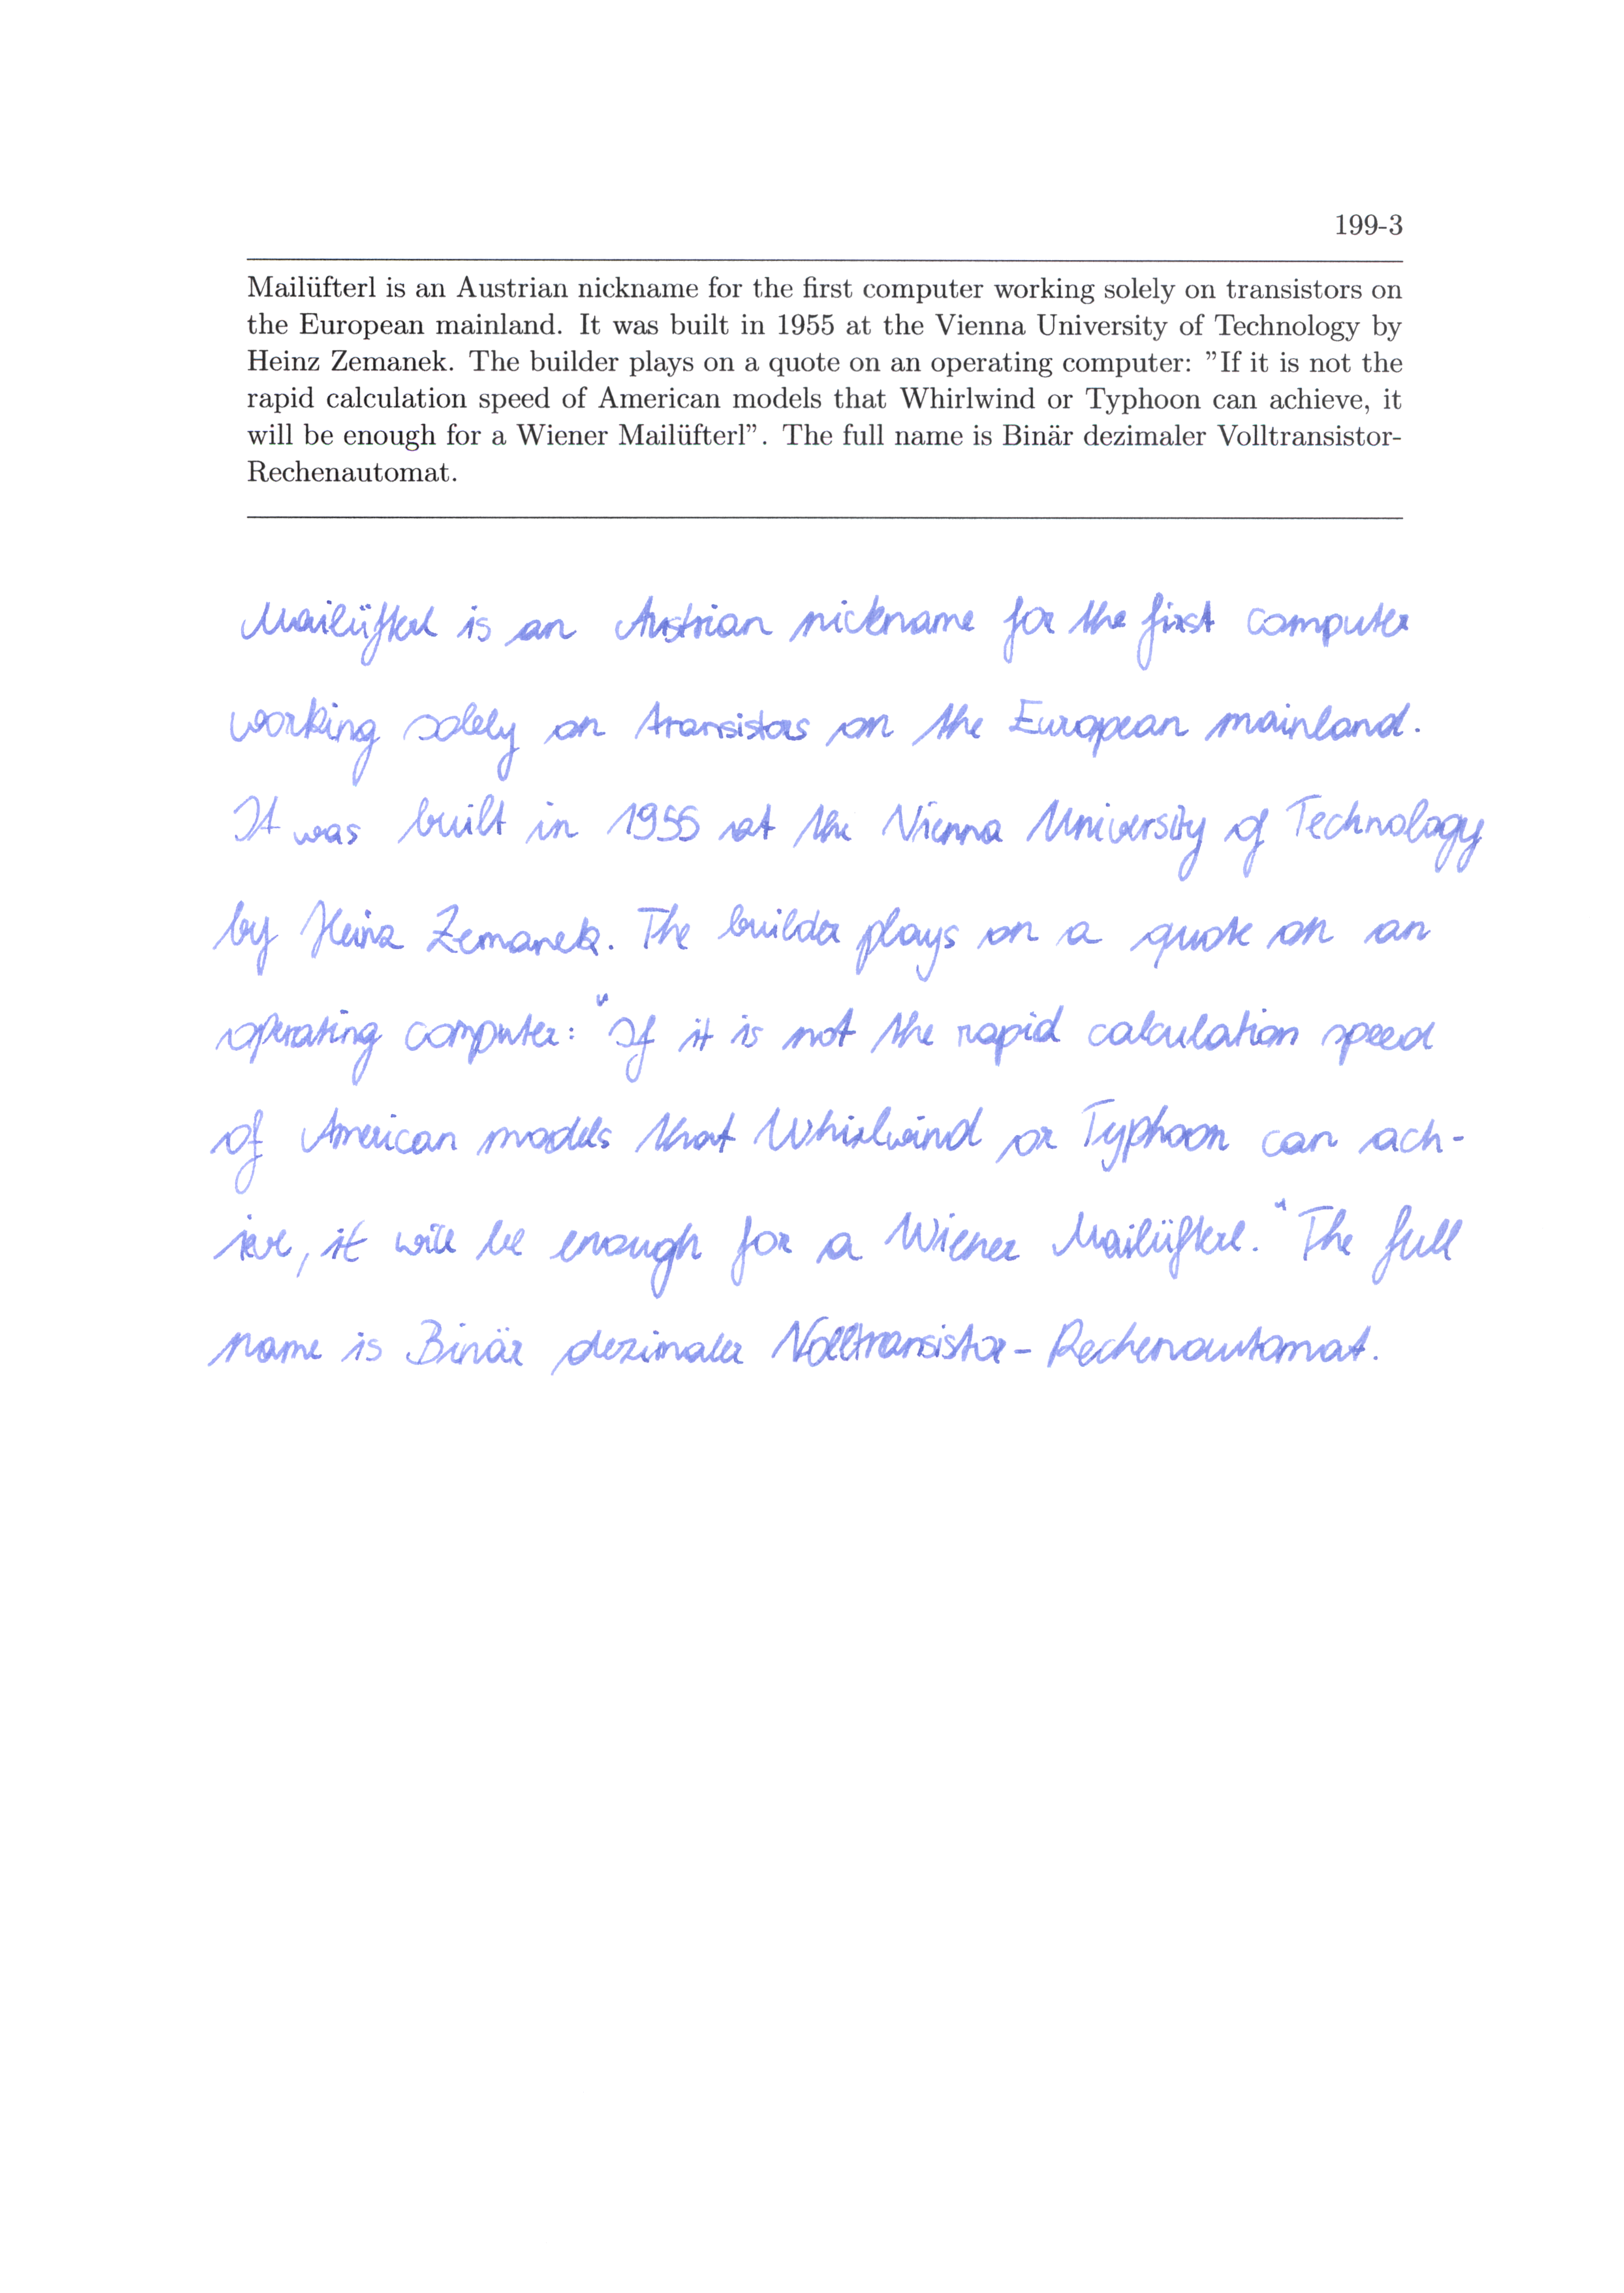 199-3
Mailüfterl is an Austrian nickname for the first computer working solely on transistors on
the European mainland. It was built in 1955 at the Vienna University of Technology by
Heinz Zemanek. The builder plays on a quote on an operating computer: ”If it is not the
rapid calculation speed of American models that Whirlwind or Typhoon can achieve, it
will be enough for a Wiener Mailüfterl”. The full name is Binär dezimaler Volltransistor-
Rechenautomat.
Mailüfterl is an Austrian nickname for the first computer
working solely on transistors on the European mainland.
It was built in 1955 at the Vienna University of Technology
by Heinz Zemanek. The builder plays on a quote on an
operating computer: "If it is not the rapid calculation speed
of American models that Whirlwind or Typhoon can ach-
ieve, it will be enough for a Wiener Mailüfterl." The full
name is Binär dezimaler Volltransistor-Rechenautomat.